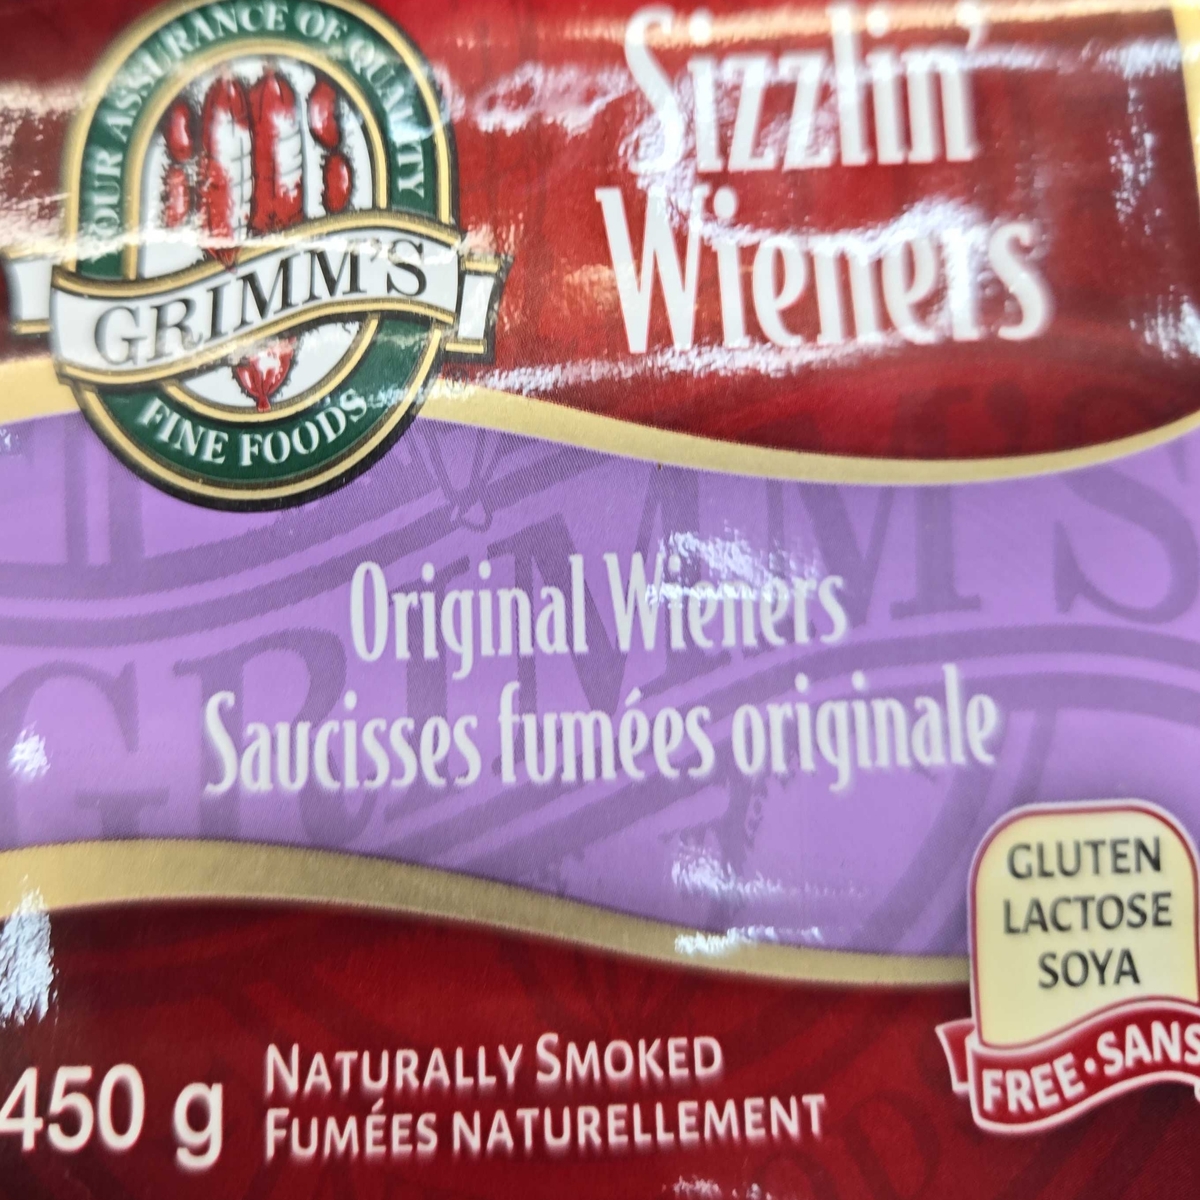 YOUR ASSURANCE OF QUALITY
GRIMM'S
FINE FOODS
Sizzlin'
Wieners
Original Wieners
Saucisses fumées originale
GLUTEN
LACTOSE
SOYA
FREE•SANS
450 g
NATURALLY SMOKED
FUMÉES NATURELLEMENT
GRIMM'S